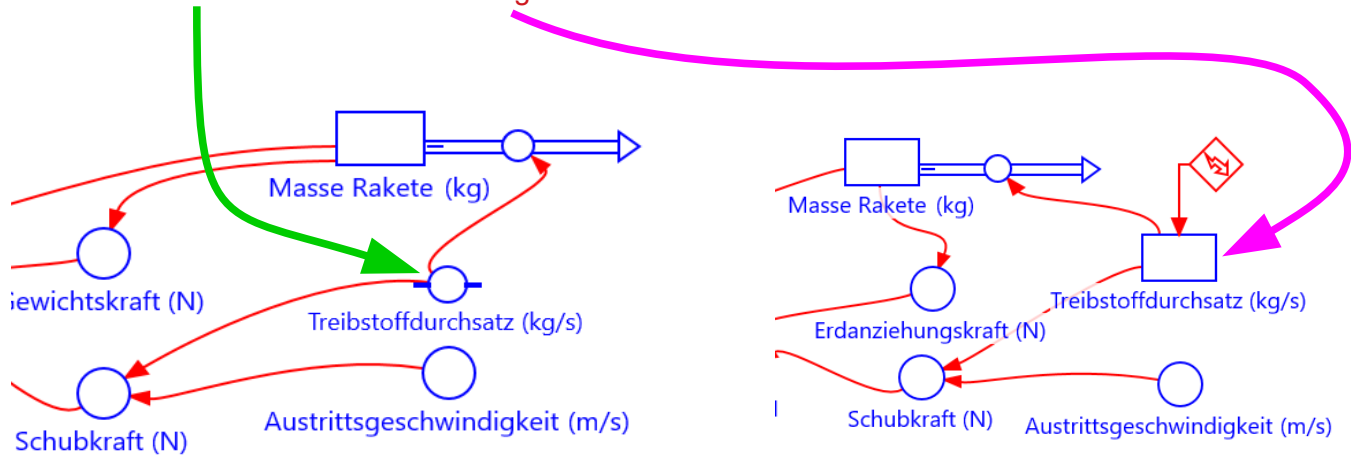 Masse Rakete (kg)
Gewichtskraft (N)
Treibstoffdurchsatz (kg/s)
Austrittsgeschwindigkeit (m/s)
Schubkraft (N)
Masse Rakete (kg)
Treibstoffdurchsatz (kg/s)
Erdanziehungskraft (N)
Schubkraft (N)
Austrittsgeschwindigkeit (m/s)